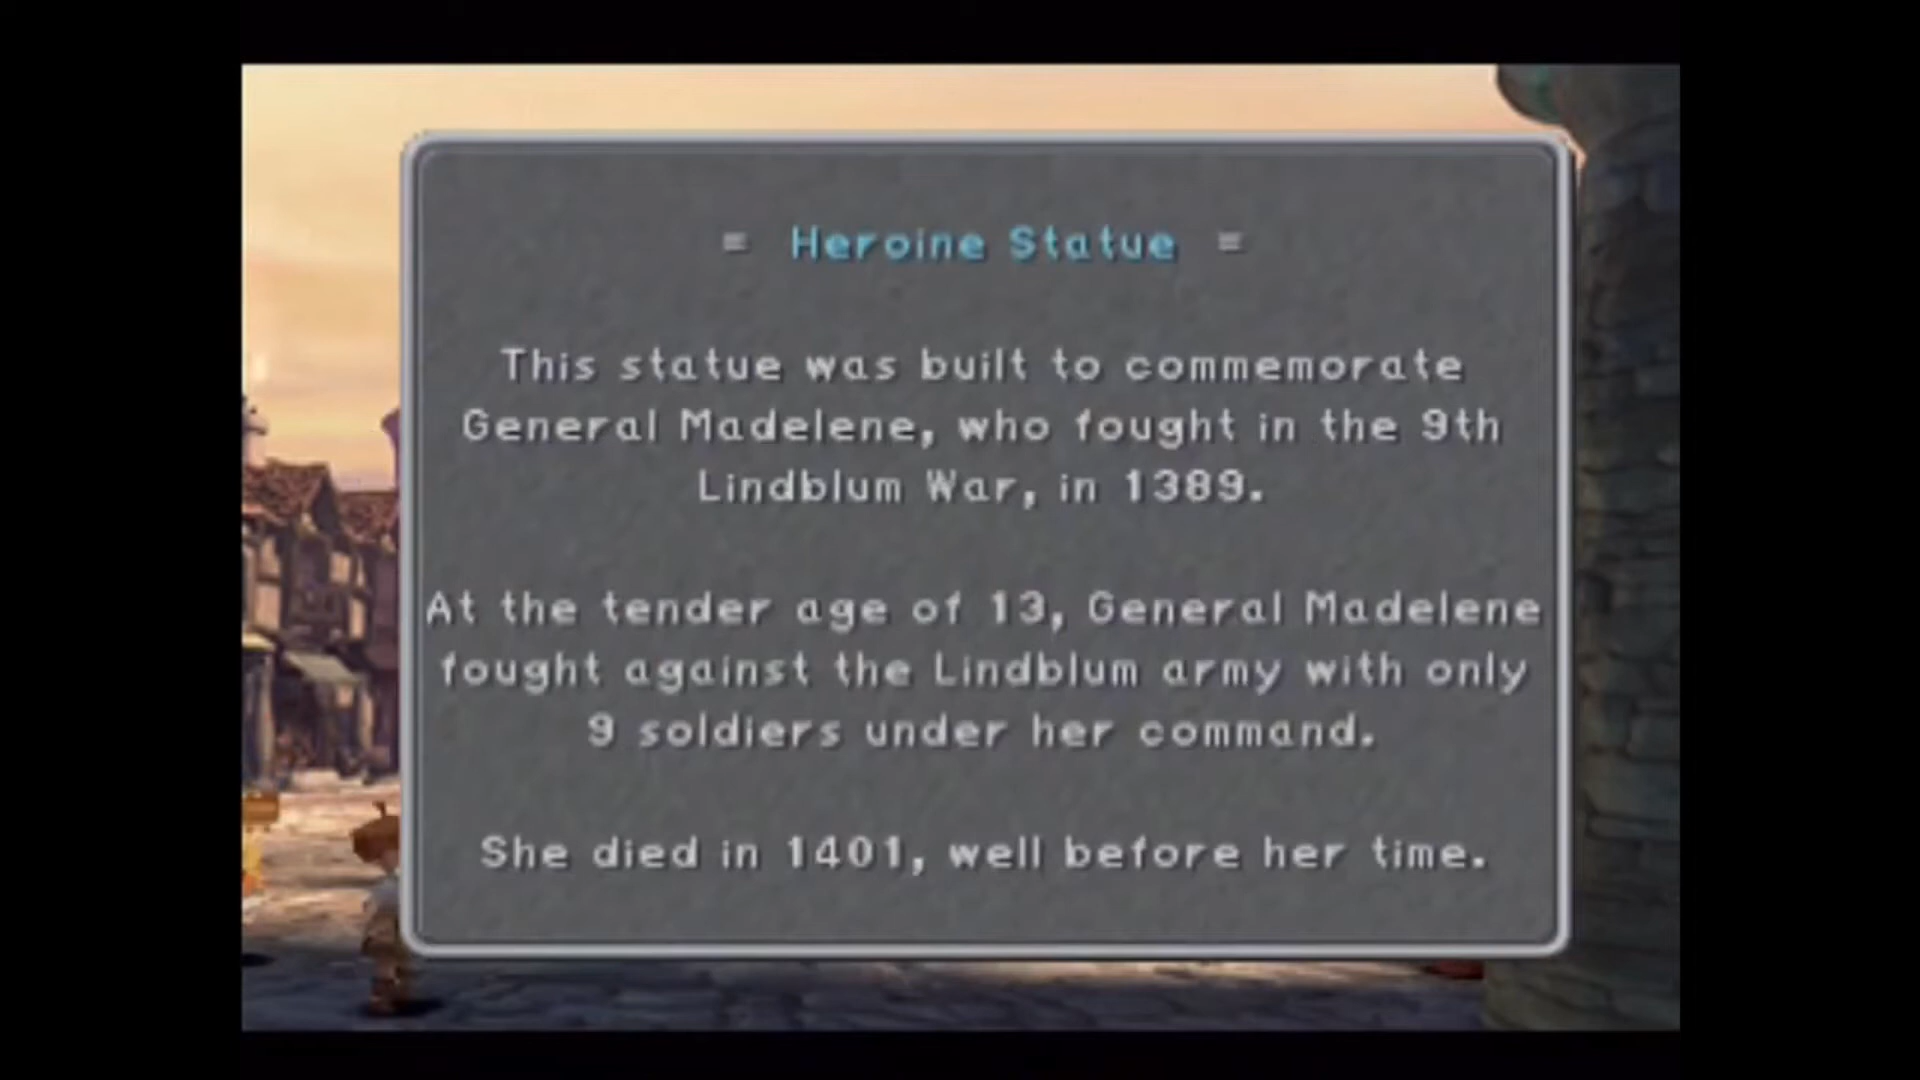 = Heroine Statue =
This statue was built to commemorate
General Madelene, who fought in the 9th
Lindblum War, in 1389.
At the tender age of 13, General Madelene
fought against the Lindblum army with only
9 soldiers under her command.
She died in 1401, well before her time.